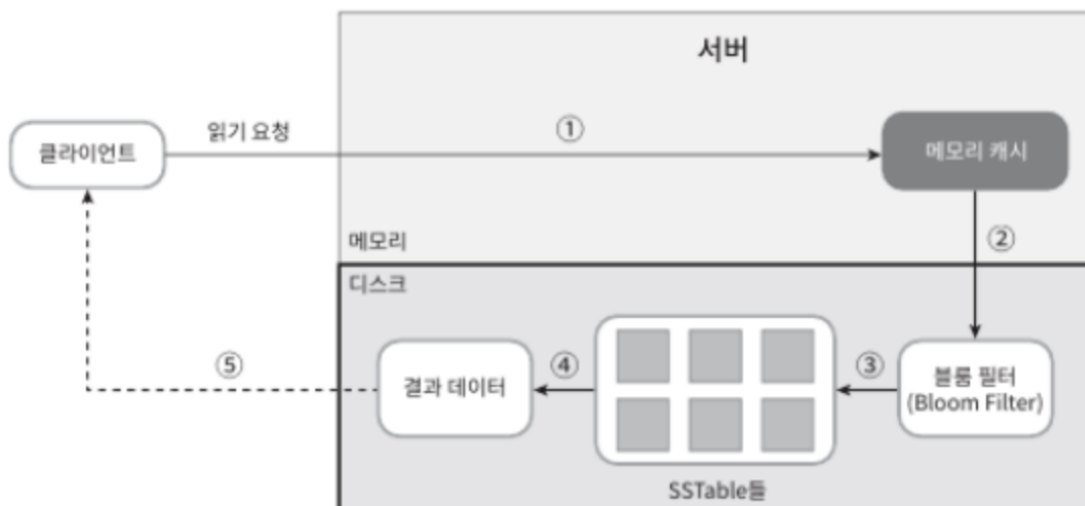 서버
읽기 요청
①
클라이언트
메모리 캐시
메모리
②
디스크
⑤
결과 데이터
④
③
블룸 필터
(Bloom Filter)
SSTable들